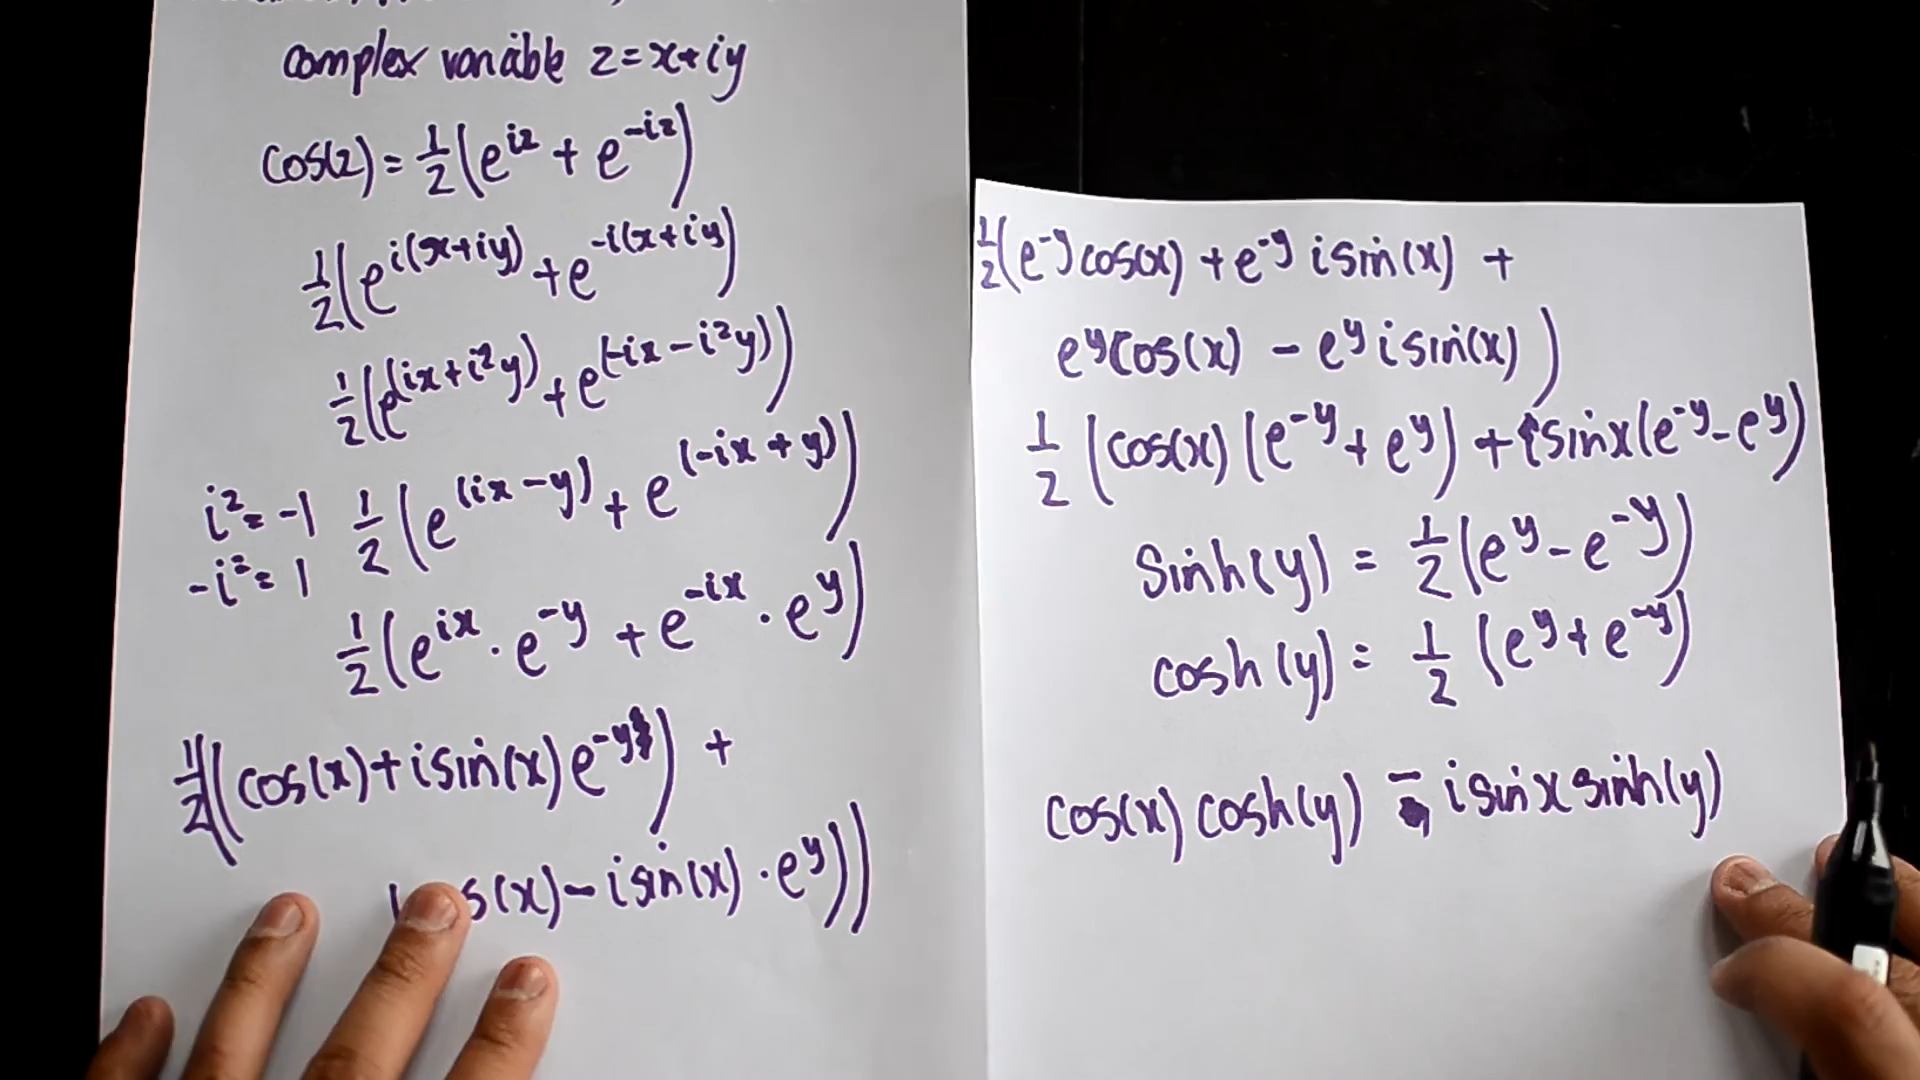 complex variable z=x+iy
cos(z) = 1/2 (e^{iz} + e^{-iz})
1/2 (e^{i(x+iy)} + e^{-i(x+iy)})
1/2 (e^{(ix+i²y)} + e^{(-ix-i²y)})
i² = -1 1/2 (e^{(ix-y)} + e^{(-ix+y)})
-i² = 1
1/2 (e^{ix} · e^{-y} + e^{-ix} · e^{y})
1/2 ((cos(x)+isin(x)e^{-y}) +
s(x) - isin(x) · e^{y}))
1/2 (e^{-y}cos(x) + e^{-y} isin(x) +
e^{y}cos(x) - e^{y} isin(x))
1/2 (cos(x) (e^{-y} + e^{y}) + isinx(e^{-y} - e^{y})
Sinh(y) = 1/2 (e^{y} - e^{-y})
cosh(y) = 1/2 (e^{y} + e^{-y})
cos(x) cosh(y) - isinx sinh(y)